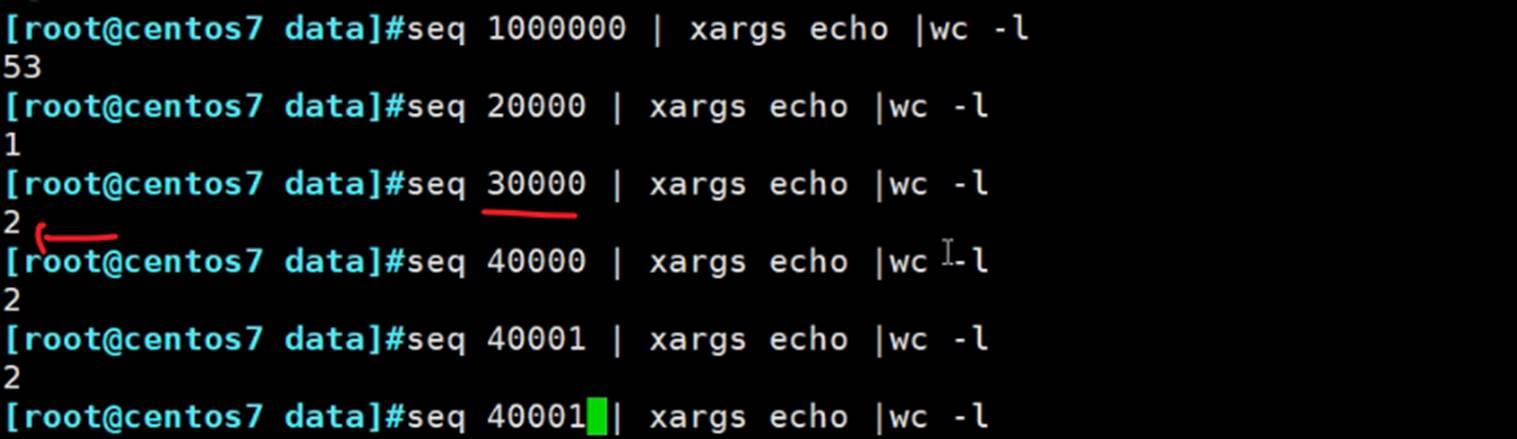 [root@centos7 data]#seq 1000000 | xargs echo |wc -l
53
[root@centos7 data]#seq 20000 | xargs echo |wc -l
1
[root@centos7 data]#seq 30000 | xargs echo |wc -l
2
[root@centos7 data]#seq 40000 | xargs echo |wc -l
2
[root@centos7 data]#seq 40001 | xargs echo |wc -l
2
[root@centos7 data]#seq 40001 | xargs echo |wc -l